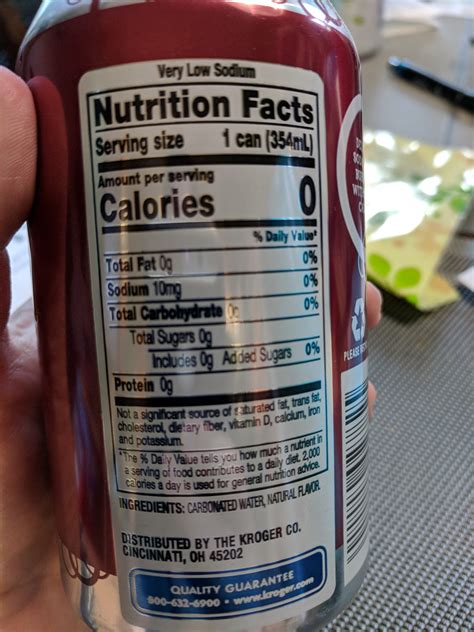 Very Low Sodium
Nutrition Facts
Serving size 1 can (354mL)
Amount per serving
Calories 0
% Daily Value*
Total Fat 0g 0%
Sodium 10mg 0%
Total Carbohydrate 0g 0%
Total Sugars 0g
Includes 0g Added Sugars 0%
Protein 0g
Not a significant source of saturated fat, trans fat,
cholesterol, dietary fiber, vitamin D, calcium, iron
and potassium.
*The % Daily Value tells you how much a nutrient in
a serving of food contributes to a daily diet. 2,000
calories a day is used for general nutrition advice.
INGREDIENTS: CARBONATED WATER, NATURAL FLAVOR.
DISTRIBUTED BY THE KROGER CO.
CINCINNATI, OH 45202
QUALITY GUARANTEE
800-632-6900 • www.kroger.com
PLEASE